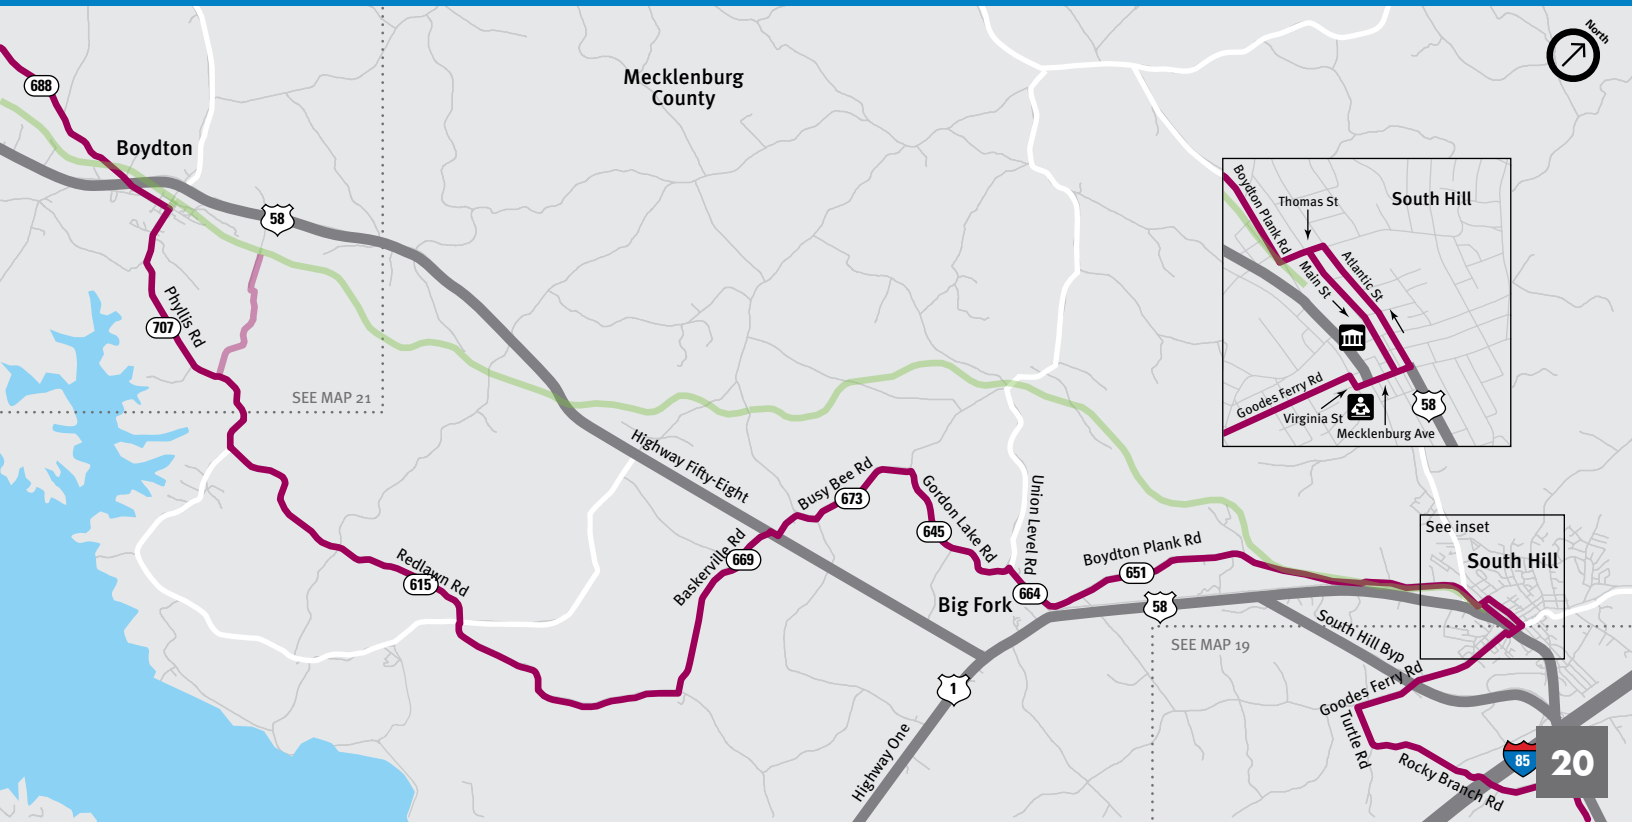 North
688
Mecklenburg
County
Boydton
58
Phyllis Rd
707
SEE MAP 21
Redlawn Rd
615
Highway Fifty-Eight
Baskerville Rd
669
Busy Bee Rd
673
Gordon Lake Rd
645
Union Level Rd
Big Fork
664
Boydton Plank Rd
651
58
SEE MAP 19
1
Highway One
South Hill Byp
Goodes Ferry Rd
Turtle Rd
Rocky Branch Rd
85
20
See inset
South Hill
South Hill
Boydton Plank Rd
Thomas St
Main St
Atlantic St
Goodes Ferry Rd
Virginia St
Mecklenburg Ave
58